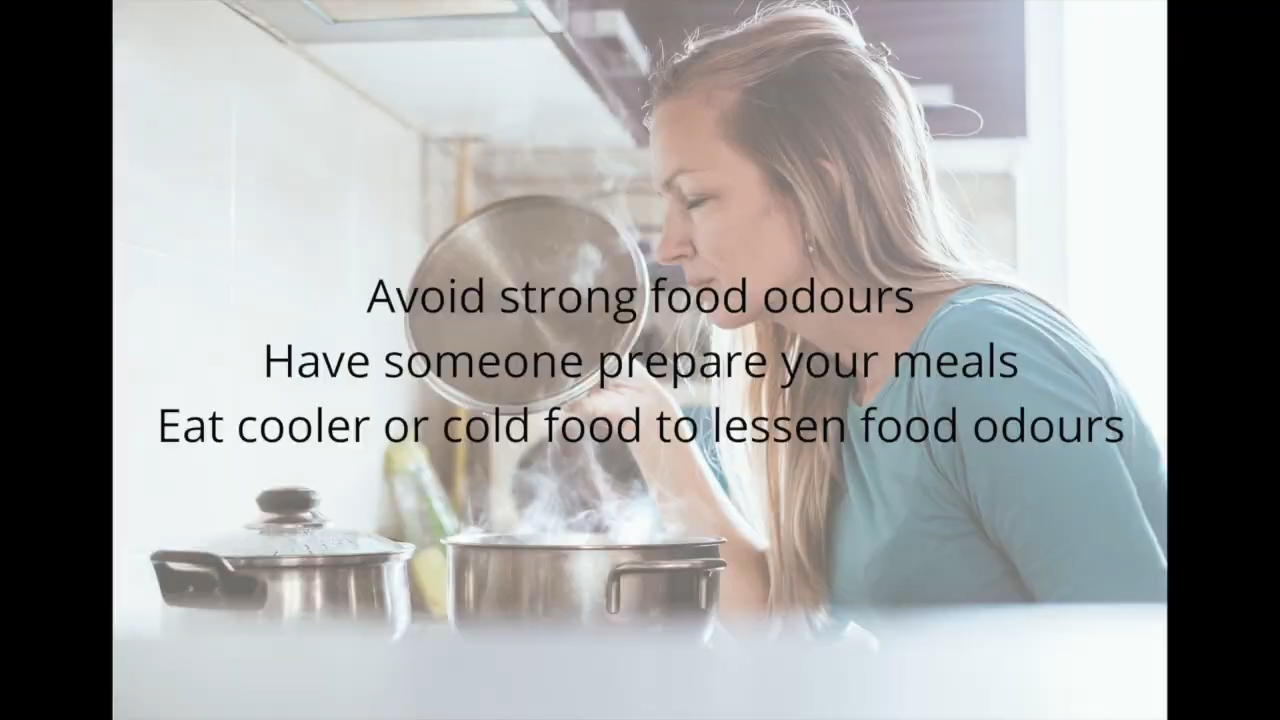 Avoid strong food odours
Have someone prepare your meals
Eat cooler or cold food to lessen food odours